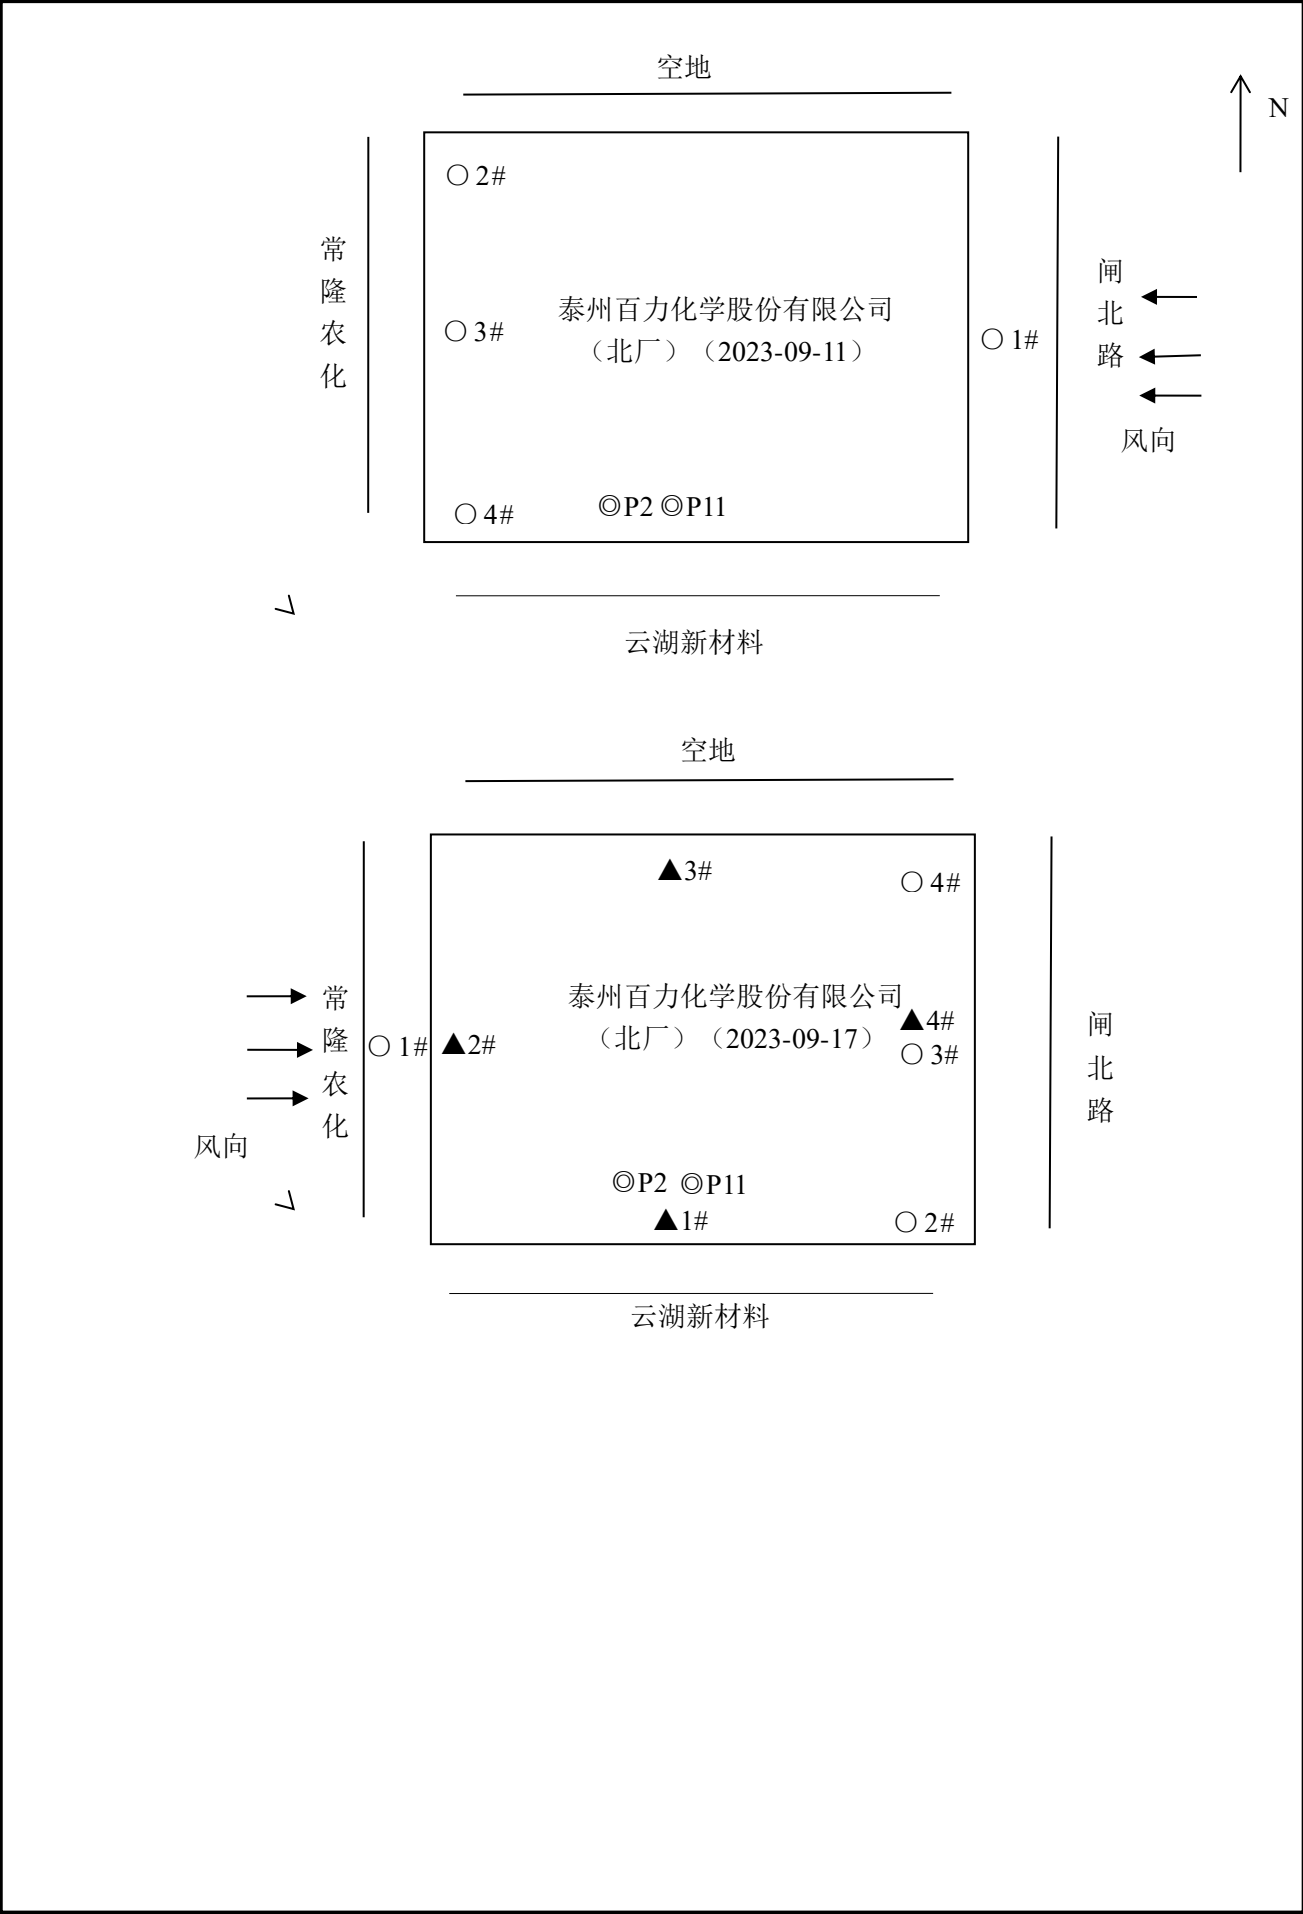 空地
N
○2#
常隆农化
○3#
泰州百力化学股份有限公司
（北厂）（2023-09-11）
○1#
闸北路
风向
○4#
◎P2 ◎P11
云湖新材料
空地
▲3#
○4#
常隆农化
○1#
▲2#
泰州百力化学股份有限公司
（北厂）（2023-09-17）
▲4#
○3#
闸北路
风向
◎P2 ◎P11
▲1#
○2#
云湖新材料